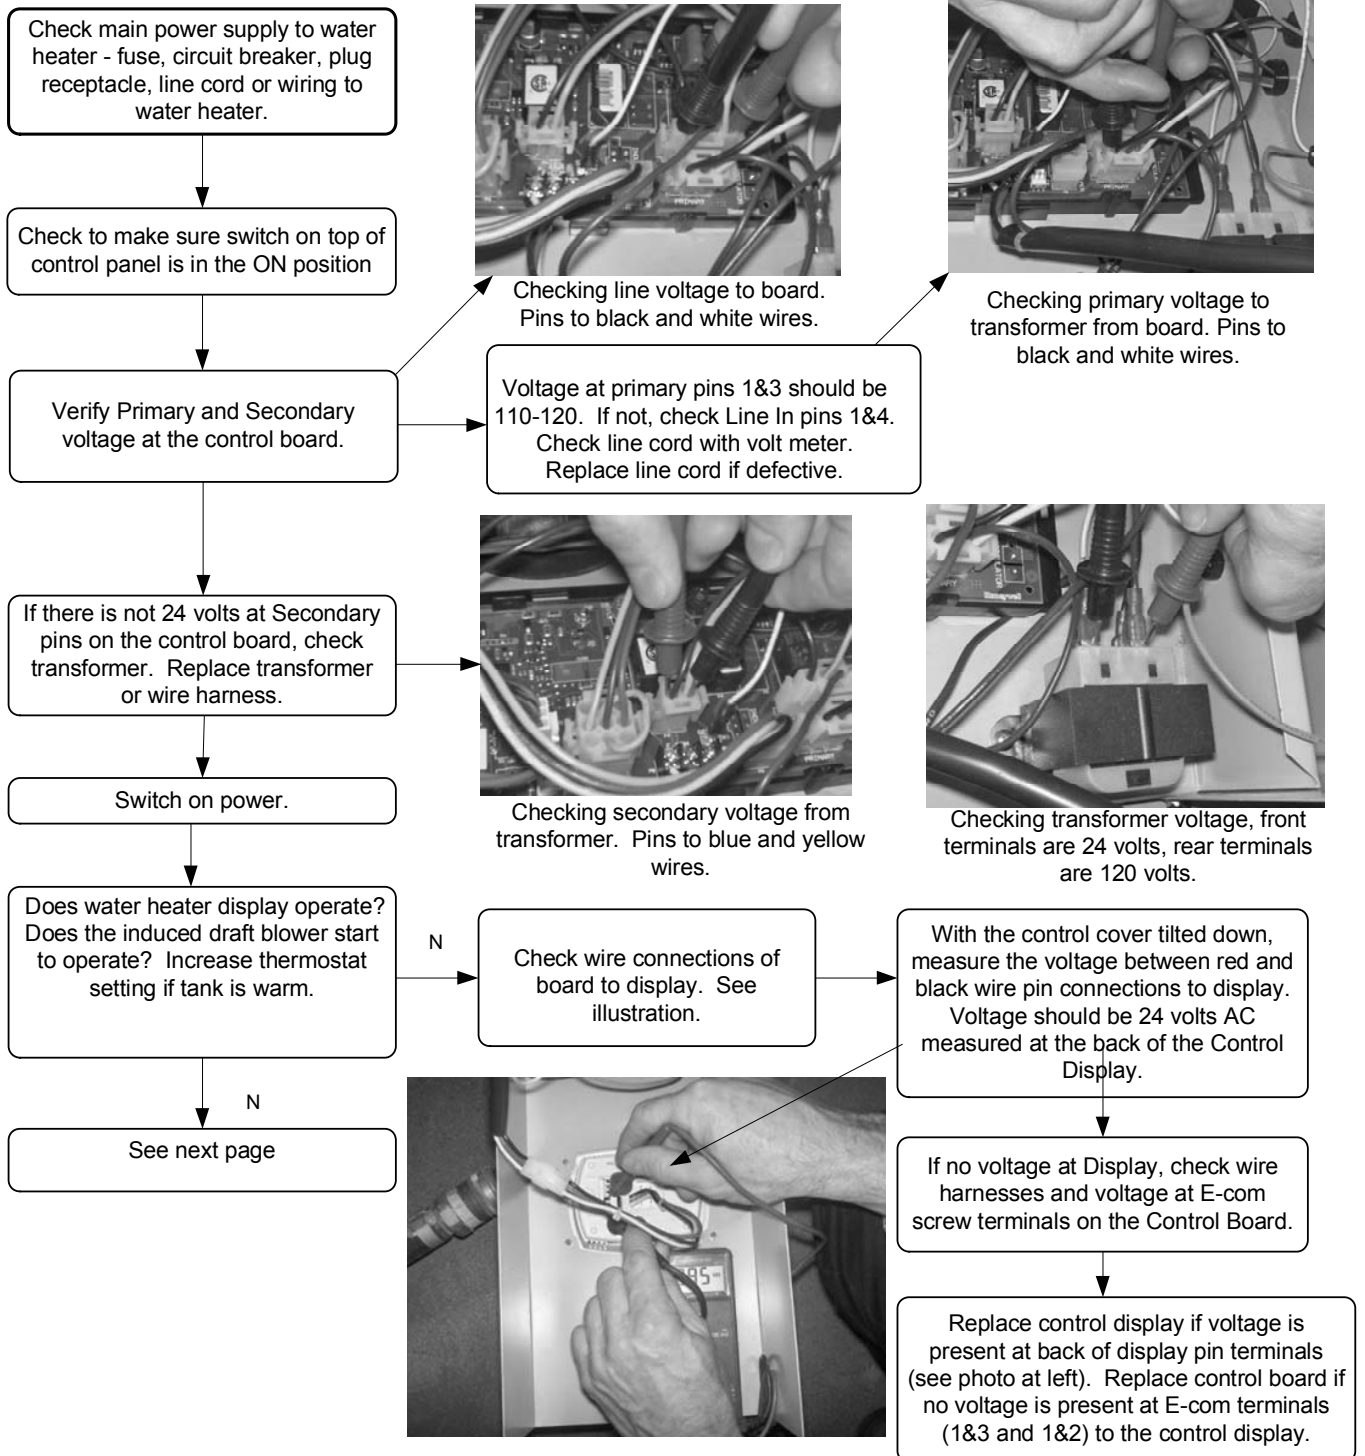 Check main power supply to water
heater - fuse, circuit breaker, plug
receptacle, line cord or wiring to
water heater.
Check to make sure switch on top of
control panel is in the ON position
Verify Primary and Secondary
voltage at the control board.
PRIMARY
Checking line voltage to board.
Pins to black and white wires.
PRIMARY
Checking primary voltage to
transformer from board. Pins to
black and white wires.
Voltage at primary pins 1&3 should be
110-120. If not, check Line In pins 1&4.
Check line cord with volt meter.
Replace line cord if defective.
If there is not 24 volts at Secondary
pins on the control board, check
transformer. Replace transformer
or wire harness.
PRIMARY
Checking secondary voltage from
transformer. Pins to blue and yellow
wires.
Honeywell
Checking transformer voltage, front
terminals are 24 volts, rear terminals
are 120 volts.
Switch on power.
Does water heater display operate?
Does the induced draft blower start
to operate? Increase thermostat
setting if tank is warm.
N
Check wire connections of
board to display. See
illustration.
With the control cover tilted down,
measure the voltage between red and
black wire pin connections to display.
Voltage should be 24 volts AC
measured at the back of the Control
Display.
N
See next page
If no voltage at Display, check wire
harnesses and voltage at E-com
screw terminals on the Control Board.
Replace control display if voltage is
present at back of display pin terminals
(see photo at left). Replace control board if
no voltage is present at E-com terminals
(1&3 and 1&2) to the control display.